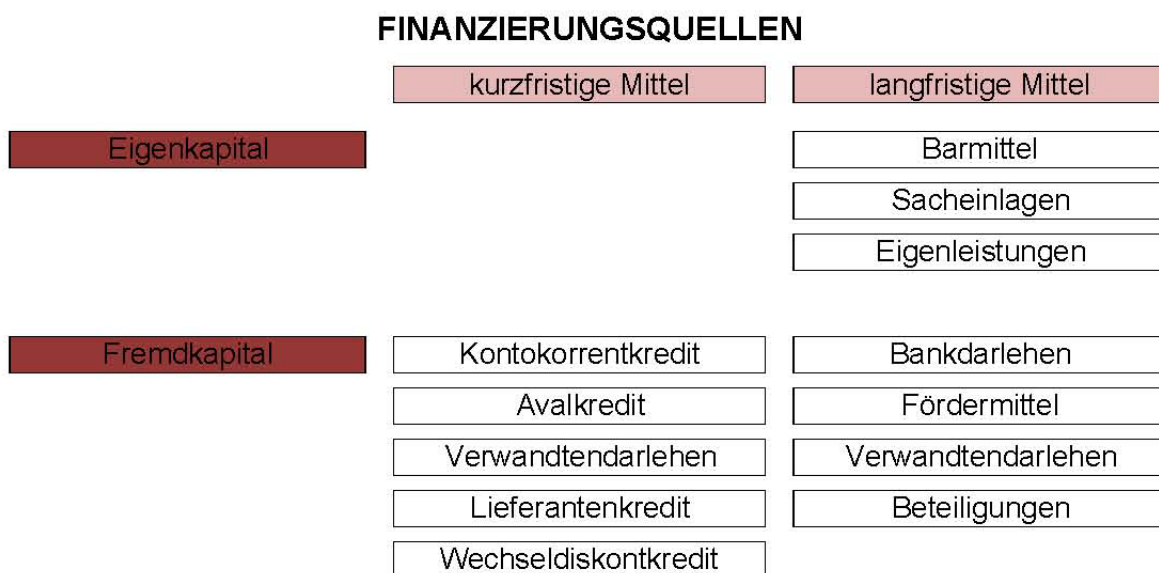 FINANZIERUNGSQUELLEN
kurzfristige Mittel langfristige Mittel
Eigenkapital Barmittel
Sacheinlagen
Eigenleistungen
Fremdkapital Kontokorrentkredit Bankdarlehen
Avalkredit Fördermittel
Verwandtendarlehen Verwandtendarlehen
Lieferantenkredit Beteiligungen
Wechseldiskontkredit